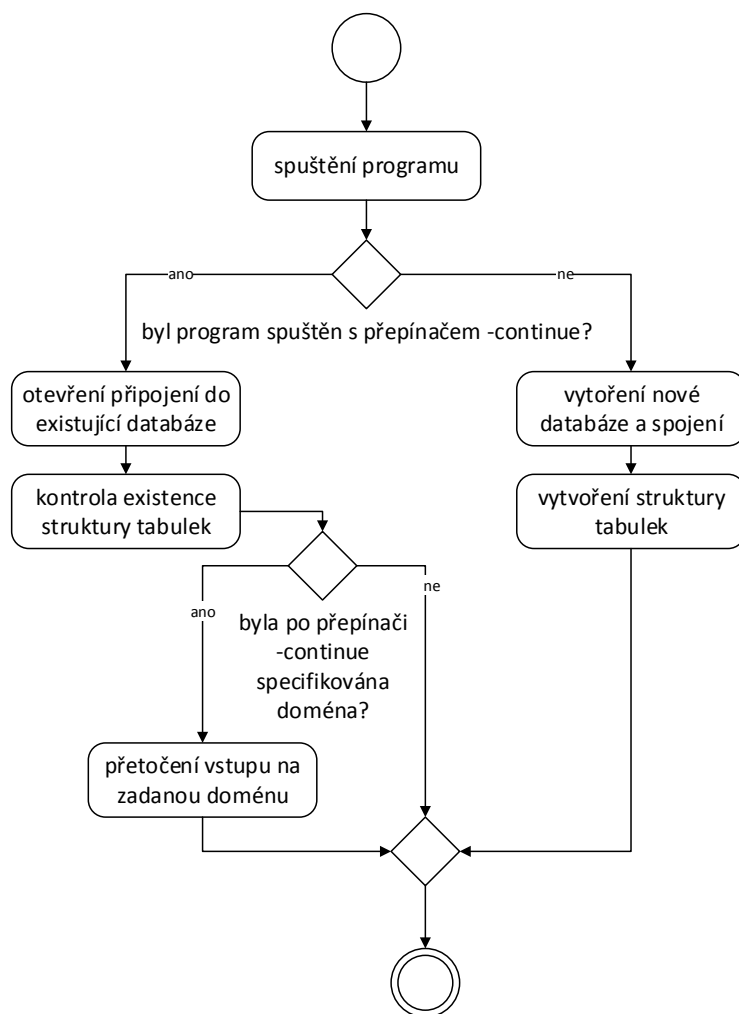 spuštění programu
ano
ne
byl program spuštěn s přepínačem -continue?
otevření připojení do
existující databáze
vytoření nové
databáze a spojení
kontrola existence
struktury tabulek
vytvoření struktury
tabulek
ano
ne
byla po přepínači
-continue
specifikována
doména?
přetočení vstupu na
zadanou doménu